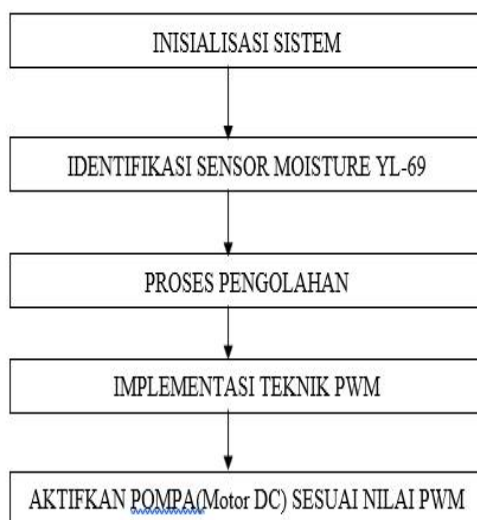 INISIALISASI SISTEM
IDENTIFIKASI SENSOR MOISTURE YL-69
PROSES PENGOLAHAN
IMPLEMENTASI TEKNIK PWM
AKTIFKAN POMPA(Motor DC) SESUAI NILAI PWM